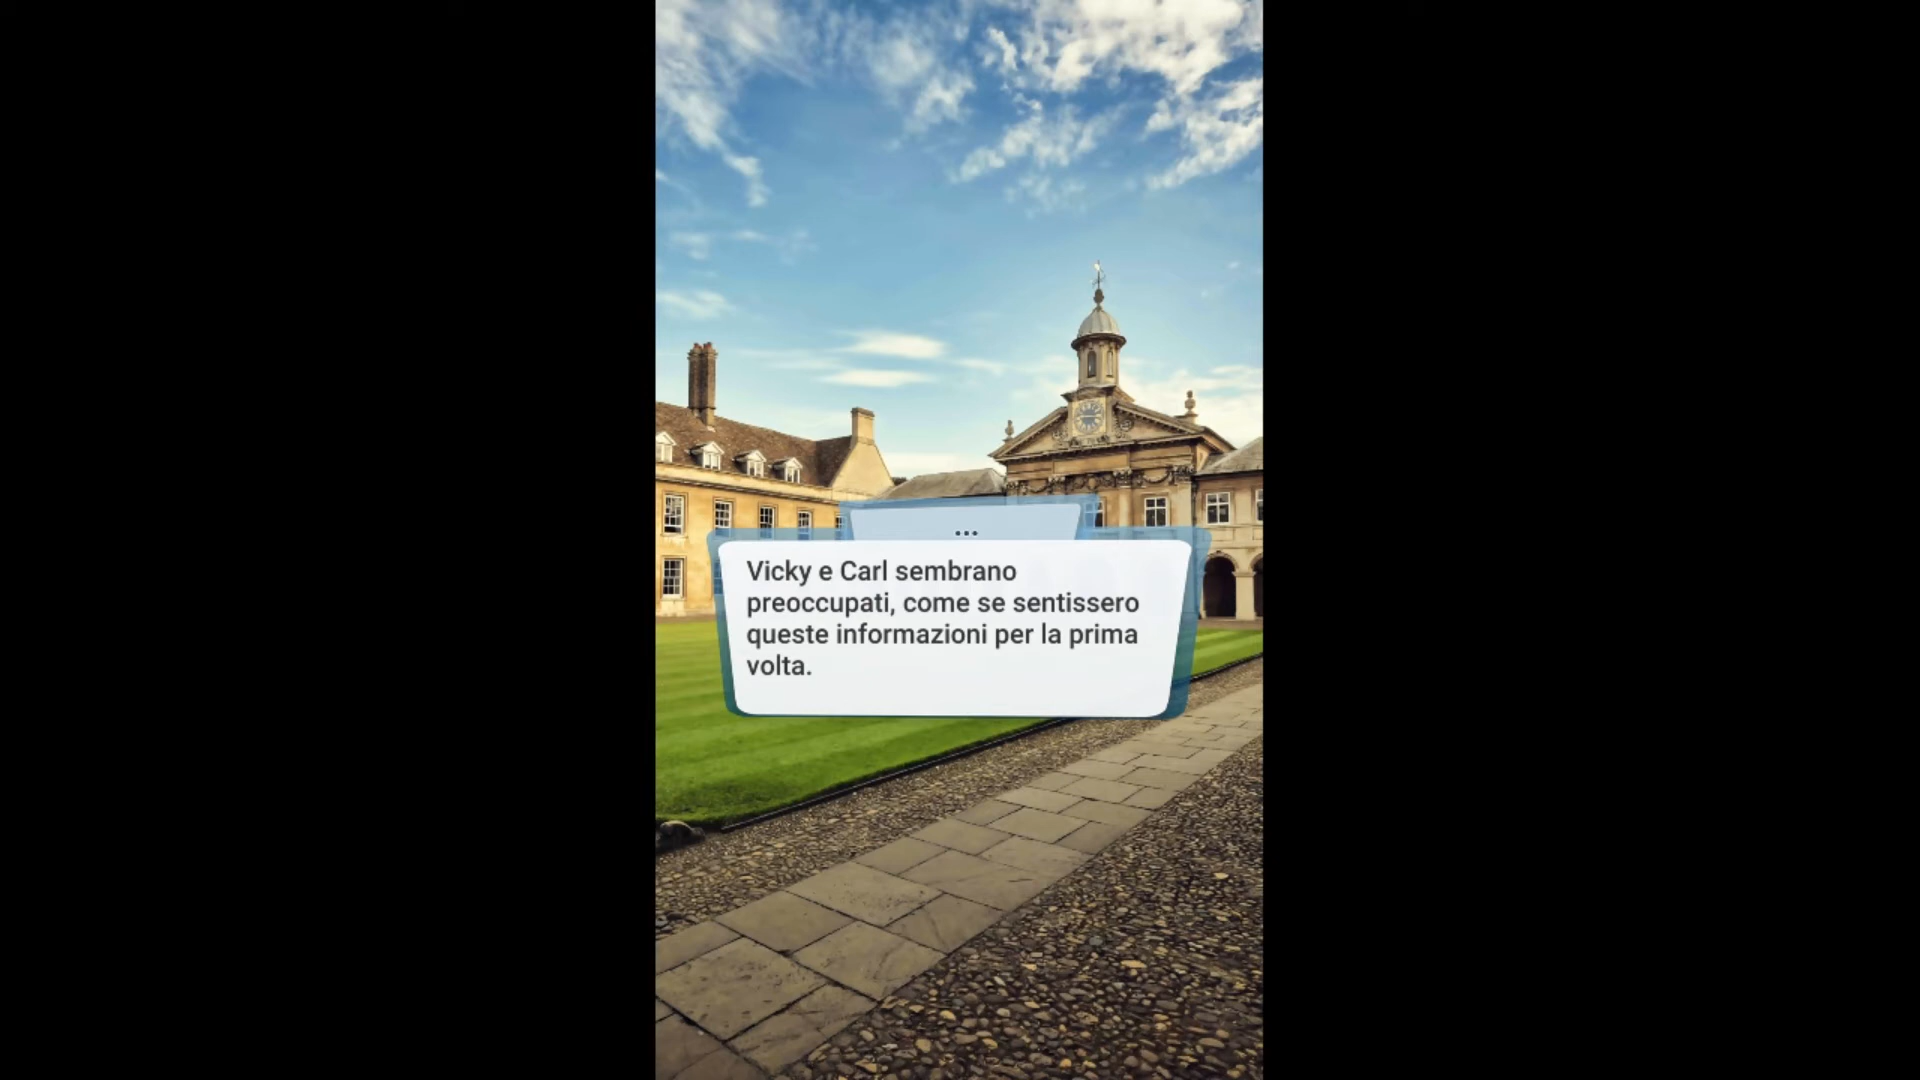 ...
Vicky e Carl sembrano
preoccupati, come se sentissero
queste informazioni per la prima
volta.